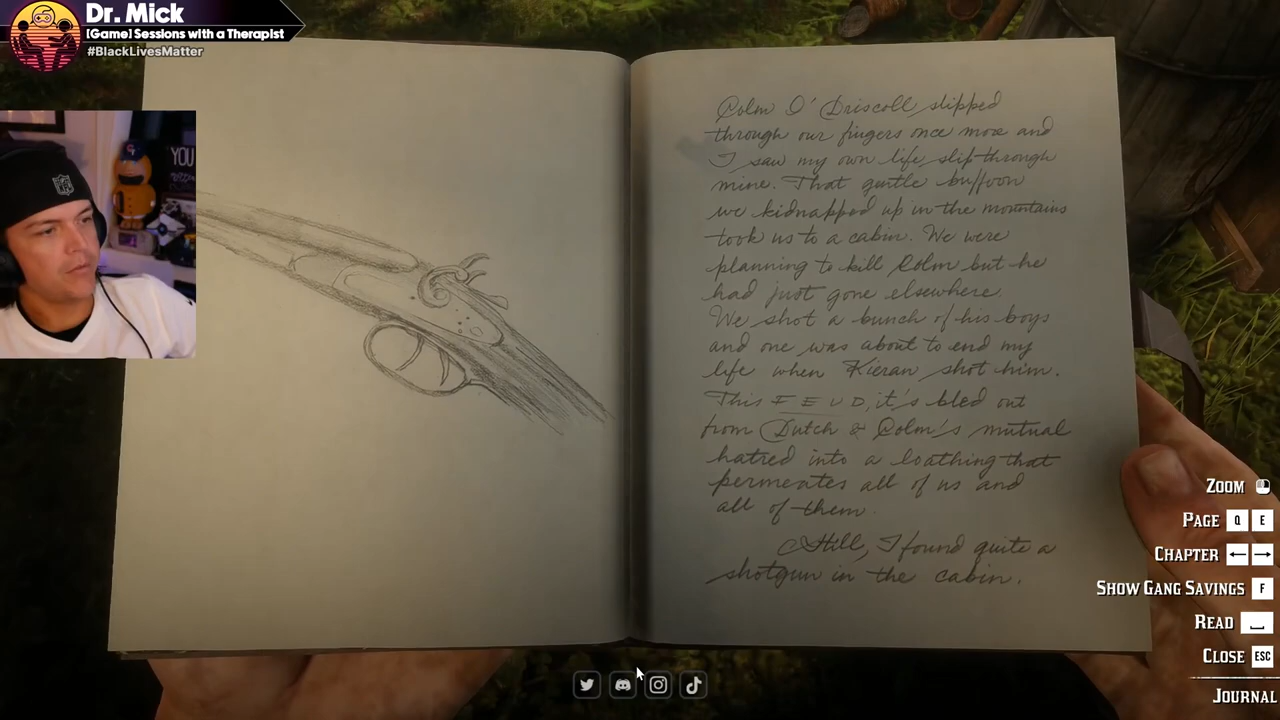 Dr. Mick
[Game] Sessions with a Therapist
#BlackLivesMatter
YOU
Colm O'Driscoll slipped
through our fingers once more and
I saw my own life slip through
mine. That gentle buffoon
we kidnapped up in the mountains
took us to a cabin. We were
planning to kill Colm but he
had just gone elsewhere.
We shot a bunch of his boys
and one was about to end my
life when Kieran shot him.
This FEUD, it's bled out
from Dutch & Colm's mutual
hatred into a loathing that
permeates all of us and
all of them.
Still, I found quite a
shotgun in the cabin.
ZOOM
PAGE Q E
CHAPTER ← →
SHOW GANG SAVINGS F
READ
CLOSE ESC
JOURNAL